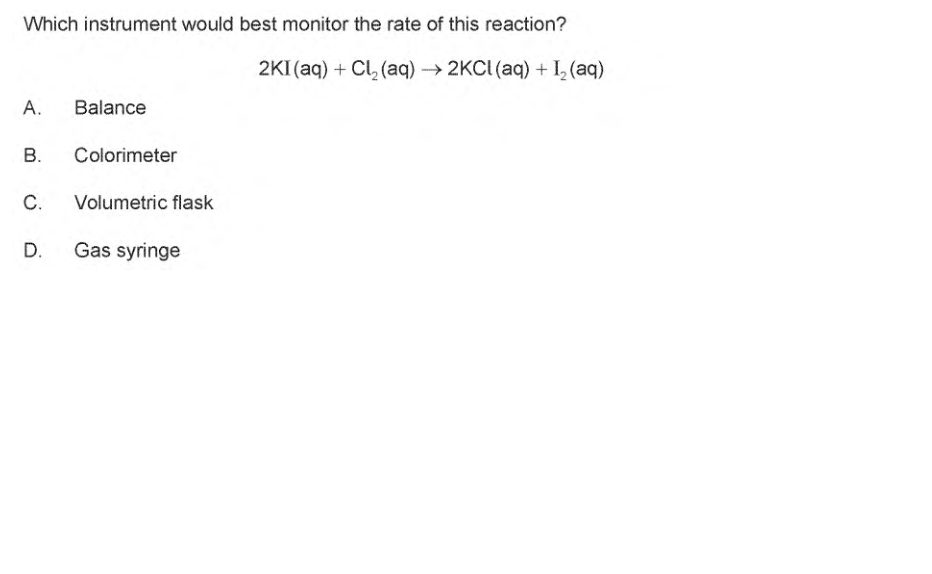 Which instrument would best monitor the rate of this reaction?
2KI(aq) + Cl₂(aq) → 2KCl(aq) + I₂(aq)
A. Balance
B. Colorimeter
C. Volumetric flask
D. Gas syringe